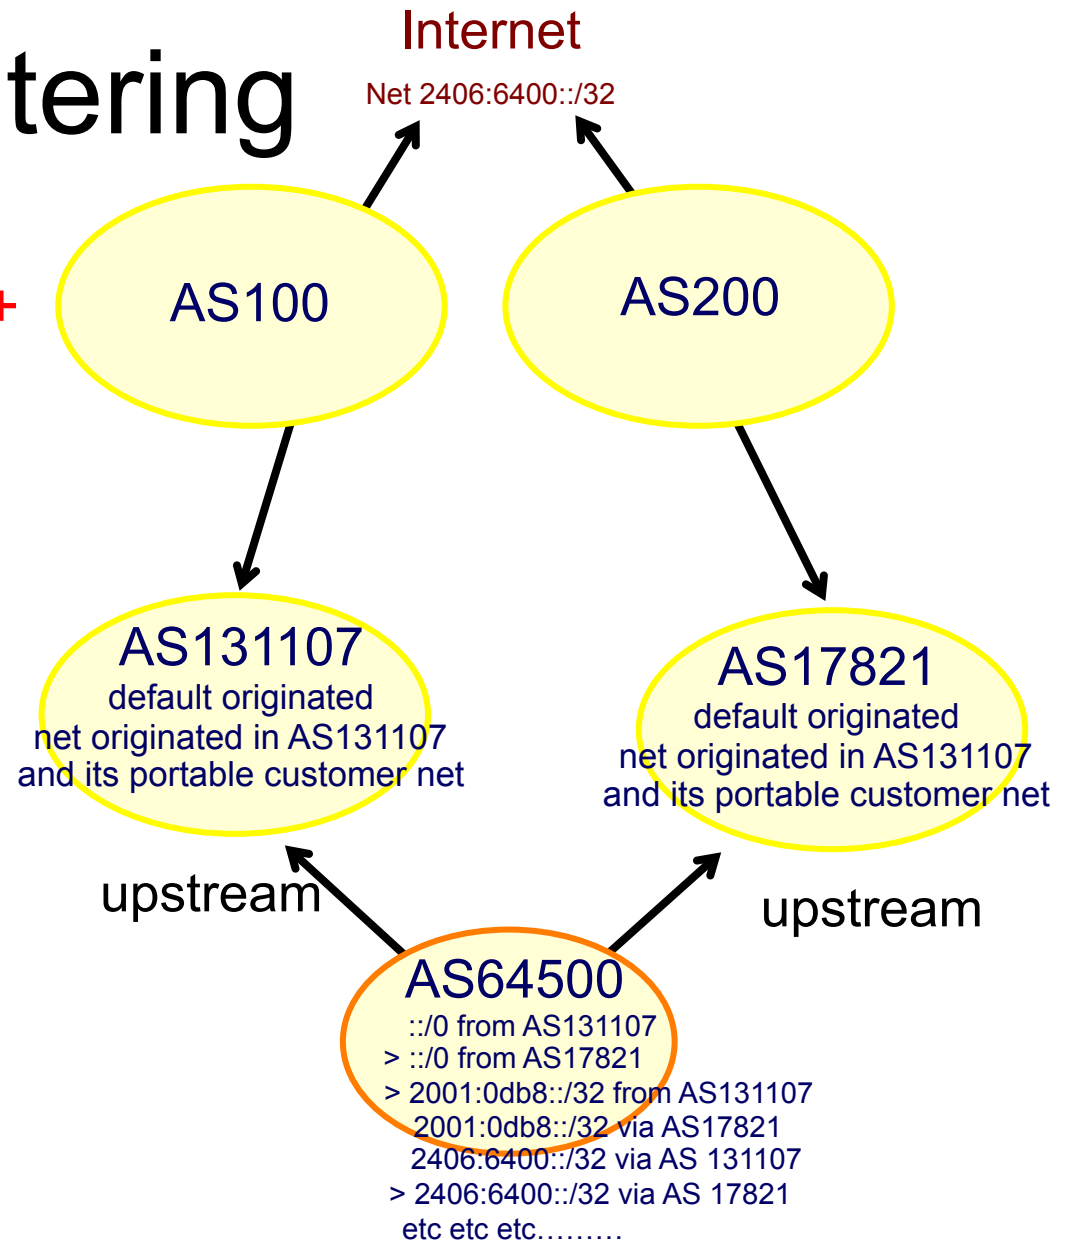 Internet
tering
Net 2406:6400::/32
+
AS100
AS200
AS131107
default originated
net originated in AS131107
and its portable customer net
AS17821
default originated
net originated in AS131107
and its portable customer net
upstream
upstream
AS64500
::/0 from AS131107
> ::/0 from AS17821
> 2001:0db8::/32 from AS131107
2001:0db8::/32 via AS17821
2406:6400::/32 via AS 131107
> 2406:6400::/32 via AS 17821
etc etc etc………